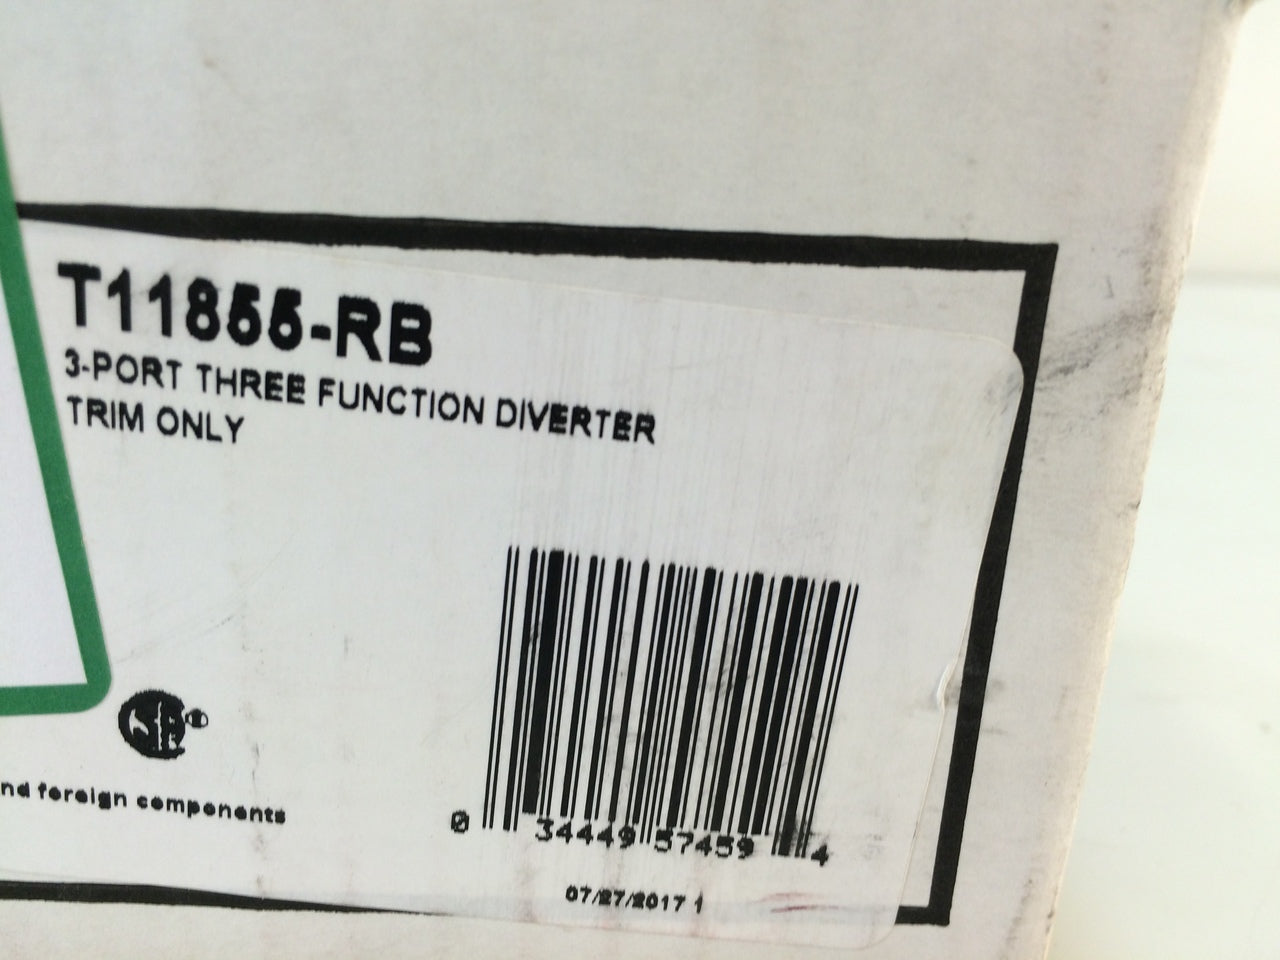 T11855-RB
3-PORT THREE FUNCTION DIVERTER
TRIM ONLY
nd foreign components
0 34449 57459 4
07/27/2017 1